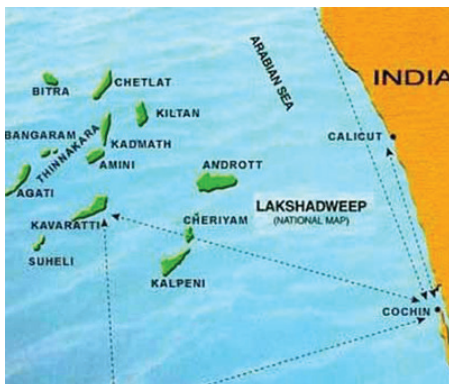 BITRA
CHETLAT
ARABIAN SEA
INDIA
KILTAN
BANGARAM
THINNAKARA
KADMATH
AMINI
CALICUT
ANDROTT
AGATI
LAKSHADWEEP
(NATIONAL MAP)
KAVARATTI
CHERIYAM
SUHELI
KALPENI
COCHIN